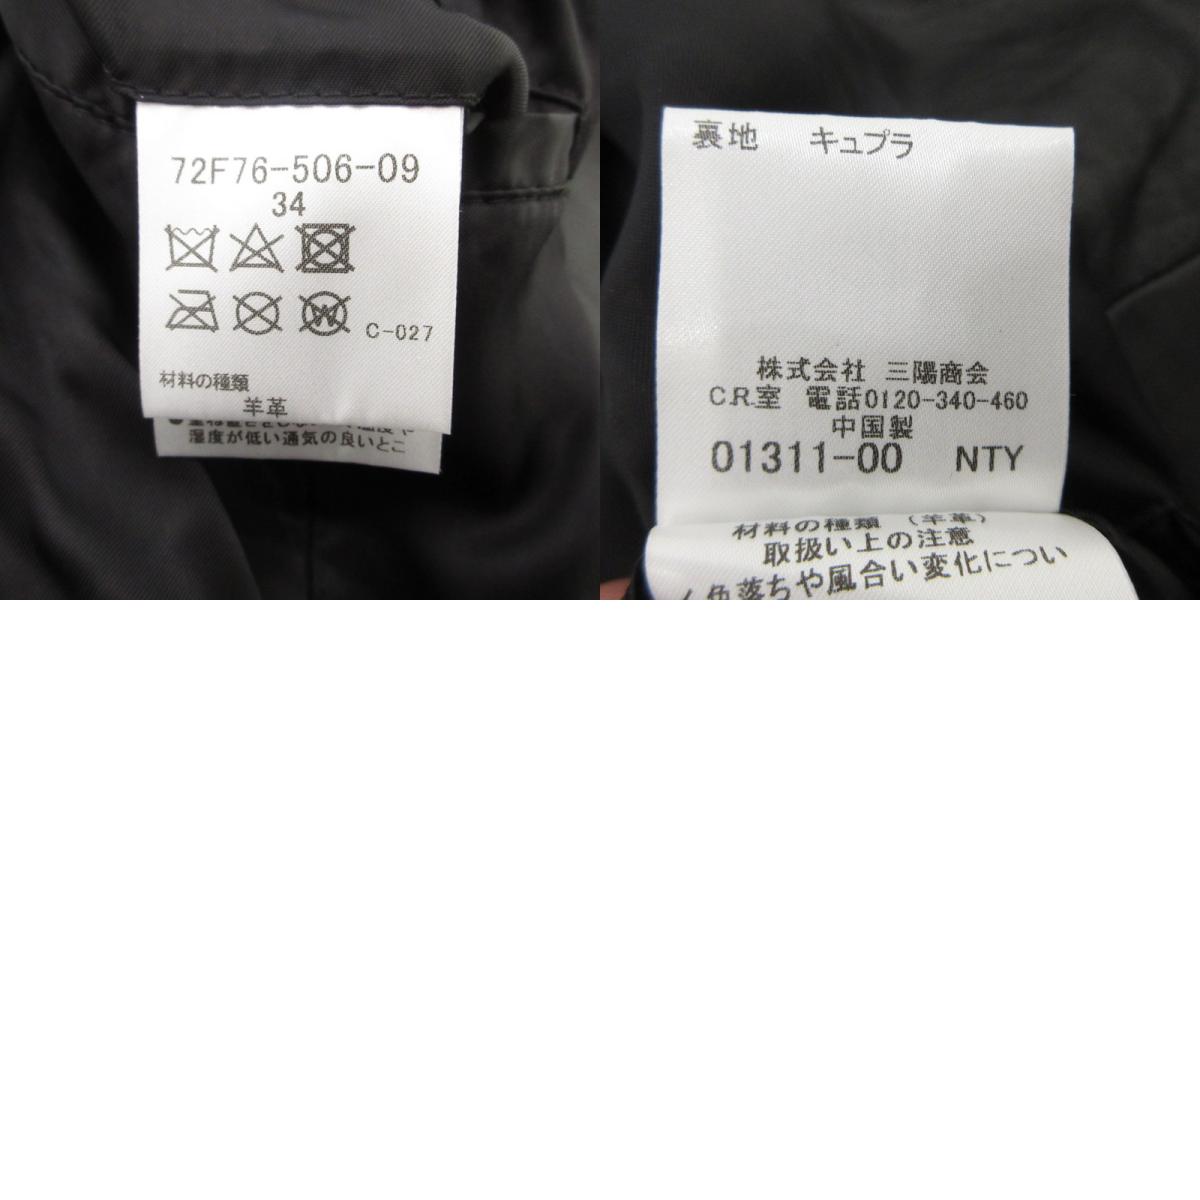 72F76-506-09
34
C-027
材料の種類
羊革
湿度が低い通気の良いとこ
裏地 キュプラ
株式会社 三陽商会
C.R.室 電話0120-340-460
中国製
01311-00 NTY
材料の種類 (羊革)
取扱い上の注意
色落ちや風合い変化につい